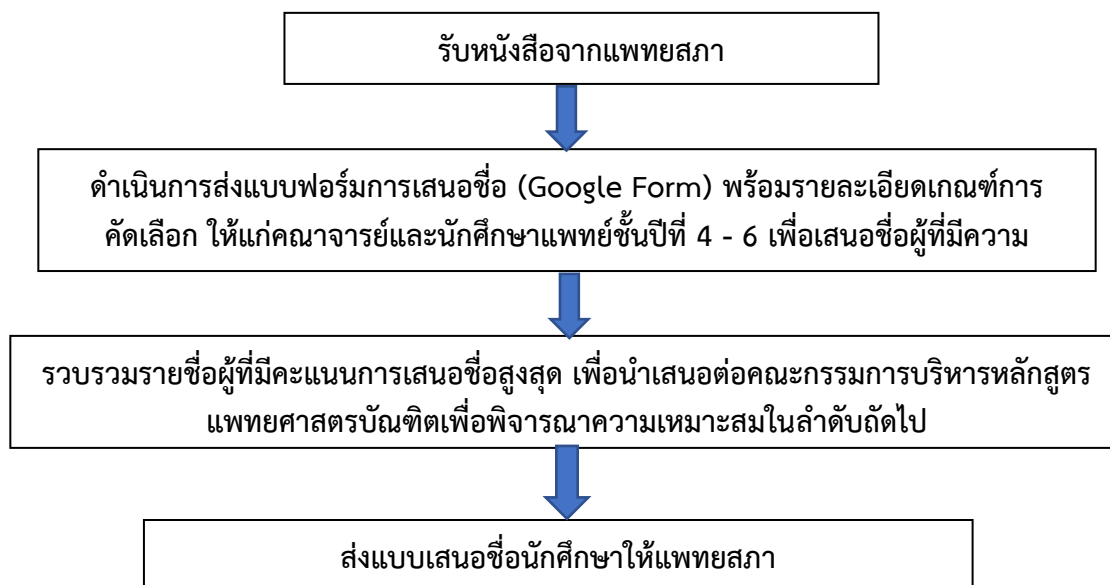 รับหนังสือจากแพทยสภา
ดำเนินการส่งแบบฟอร์มการเสนอชื่อ (Google Form) พร้อมรายละเอียดเกณฑ์การ
คัดเลือก ให้แก่คณาจารย์และนักศึกษาแพทย์ชั้นปีที่ 4 - 6 เพื่อเสนอชื่อผู้ที่มีความ
รวบรวมรายชื่อผู้ที่มีคะแนนการเสนอชื่อสูงสุด เพื่อนำเสนอต่อคณะกรรมการบริหารหลักสูตร
แพทยศาสตรบัณฑิตเพื่อพิจารณาความเหมาะสมในลำดับถัดไป
ส่งแบบเสนอชื่อนักศึกษาให้แพทยสภา